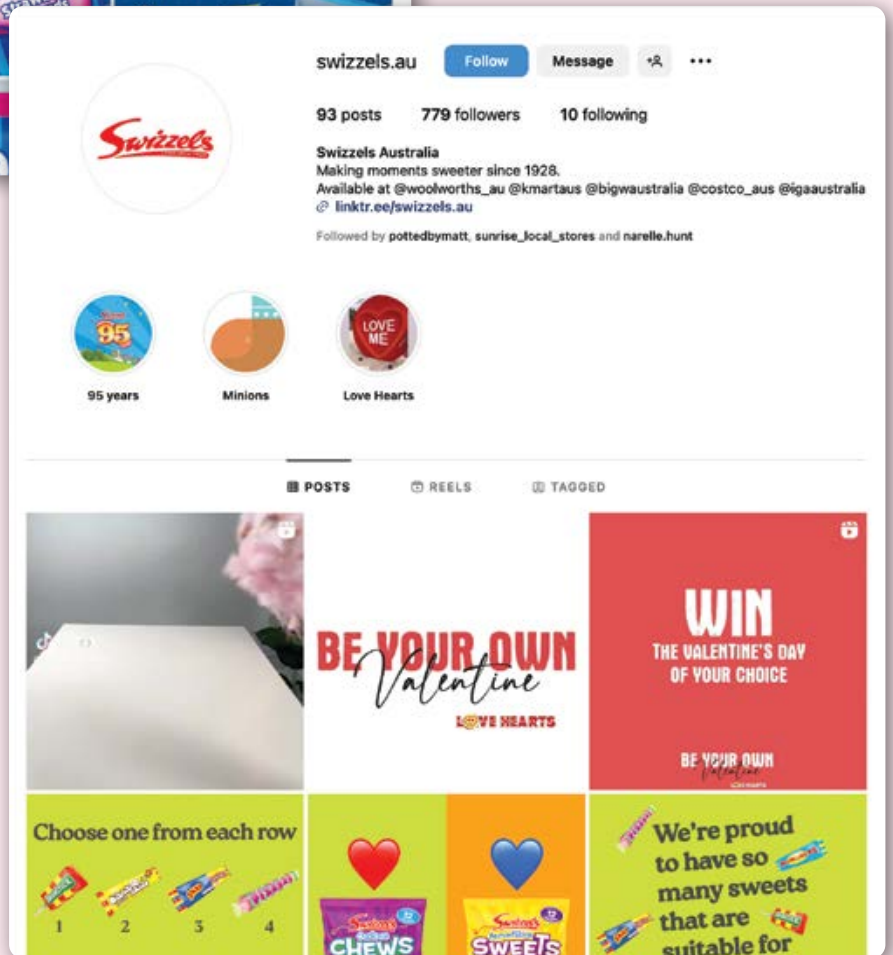 swizzels.au Follow Message
93 posts 779 followers 10 following
Swizzels
Swizzels Australia
Making moments sweeter since 1928.
Available at @woolworths_au @kmartaus @bigwaustralia @costco_aus @igaaustralia
linktr.ee/swizzels.au
Followed by pottedbymatt, sunrise_local_stores and narelle.hunt
95
LOVE
ME
95 years Minions Love Hearts
POSTS REELS TAGGED
BE YOUR OWN
Valentine
LOVE HEARTS
WIN
THE VALENTINE'S DAY
OF YOUR CHOICE
BE YOUR OWN
Valentine
Choose one from each row
1 2 3 4
Swizzels
CHEWS
Swizzels
SWEETS
We're proud
to have so
many sweets
that are
suitable for